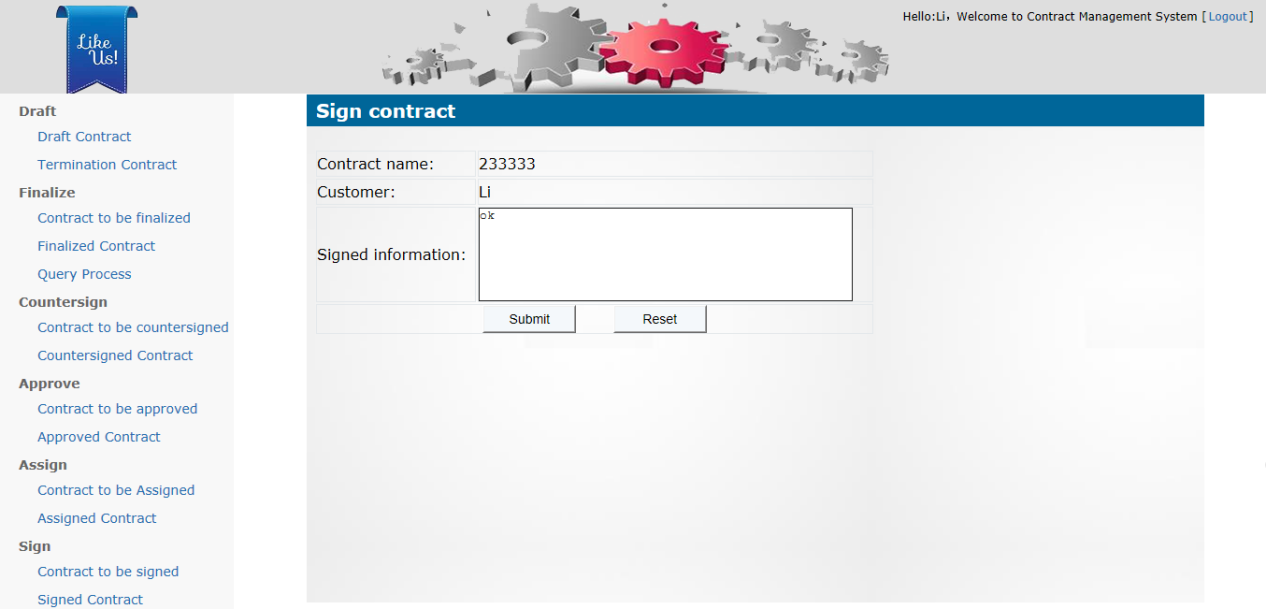 Like
Us!
Hello:Li，Welcome to Contract Management System [Logout]
Draft
Draft Contract
Termination Contract
Finalize
Contract to be finalized
Finalized Contract
Query Process
Countersign
Contract to be countersigned
Countersigned Contract
Approve
Contract to be approved
Approved Contract
Assign
Contract to be Assigned
Assigned Contract
Sign
Contract to be signed
Signed Contract
Sign contract
Contract name: 233333
Customer: Li
Signed information: ok
Submit Reset